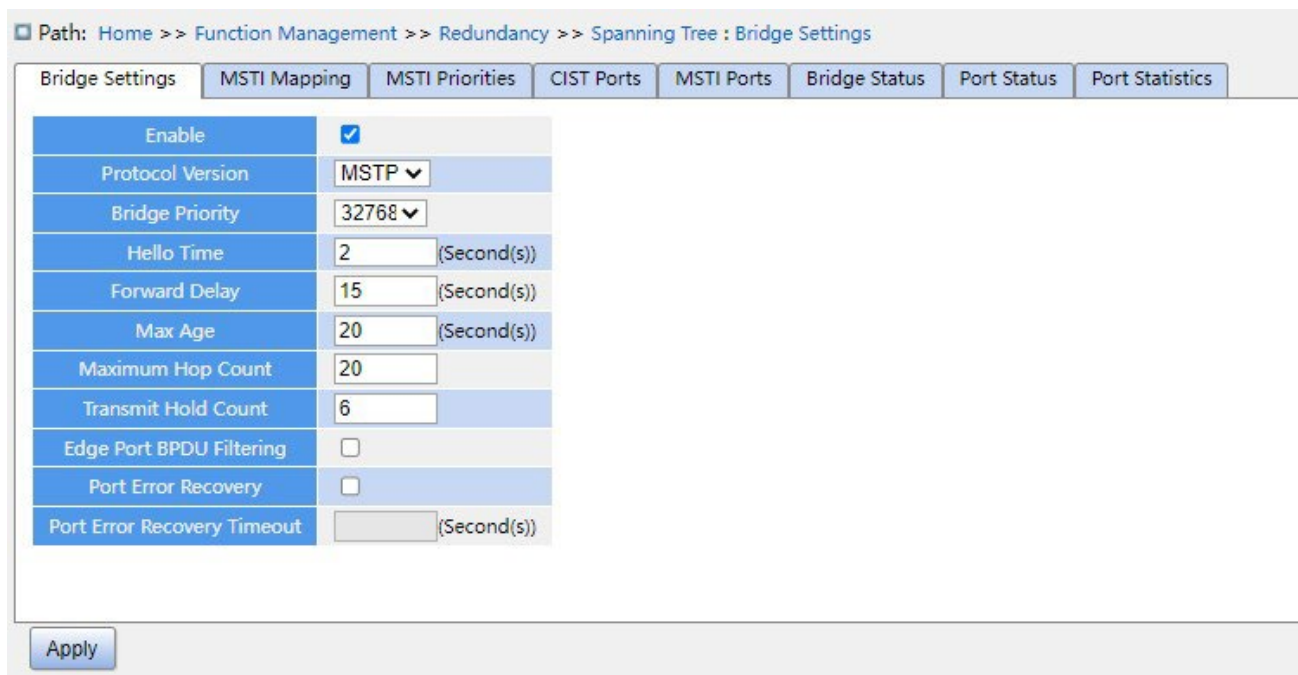 Path: Home >> Function Management >> Redundancy >> Spanning Tree : Bridge Settings
Bridge Settings MSTI Mapping MSTI Priorities CIST Ports MSTI Ports Bridge Status Port Status Port Statistics
Enable
Protocol Version MSTP
Bridge Priority 32768
Hello Time 2 (Second(s))
Forward Delay 15 (Second(s))
Max Age 20 (Second(s))
Maximum Hop Count 20
Transmit Hold Count 6
Edge Port BPDU Filtering
Port Error Recovery
Port Error Recovery Timeout (Second(s))
Apply